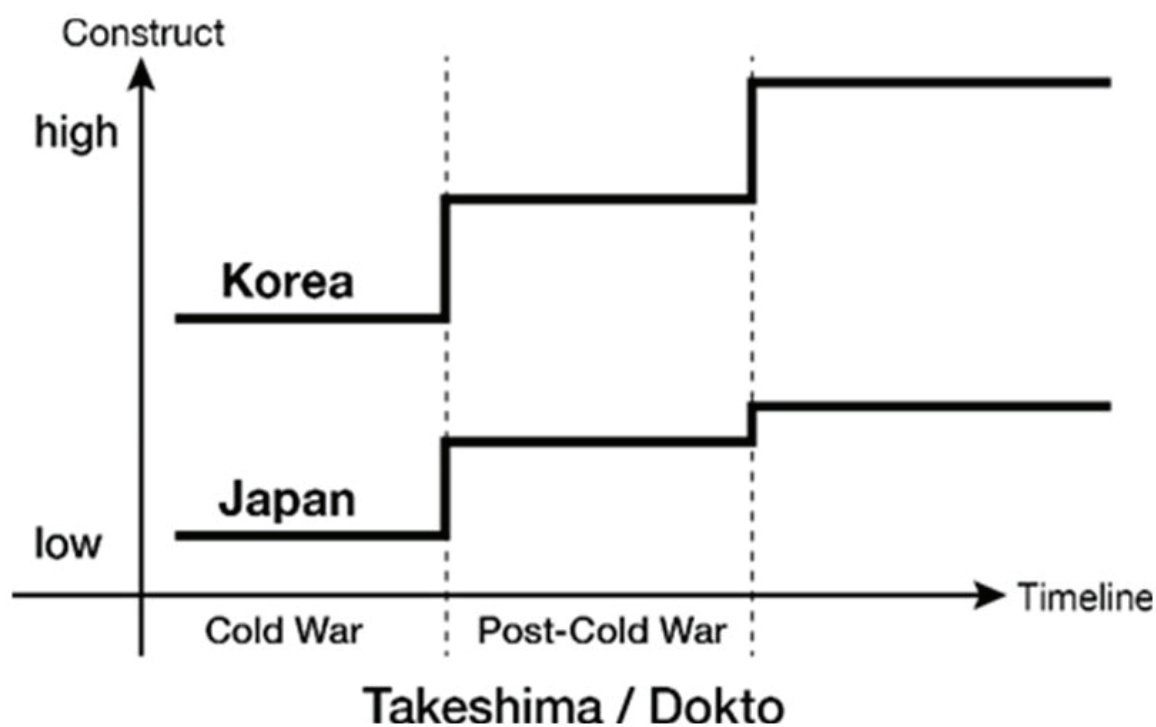 Construct
high
Korea
Japan
low
Timeline
Cold War
Post-Cold War
Takeshima / Dokto